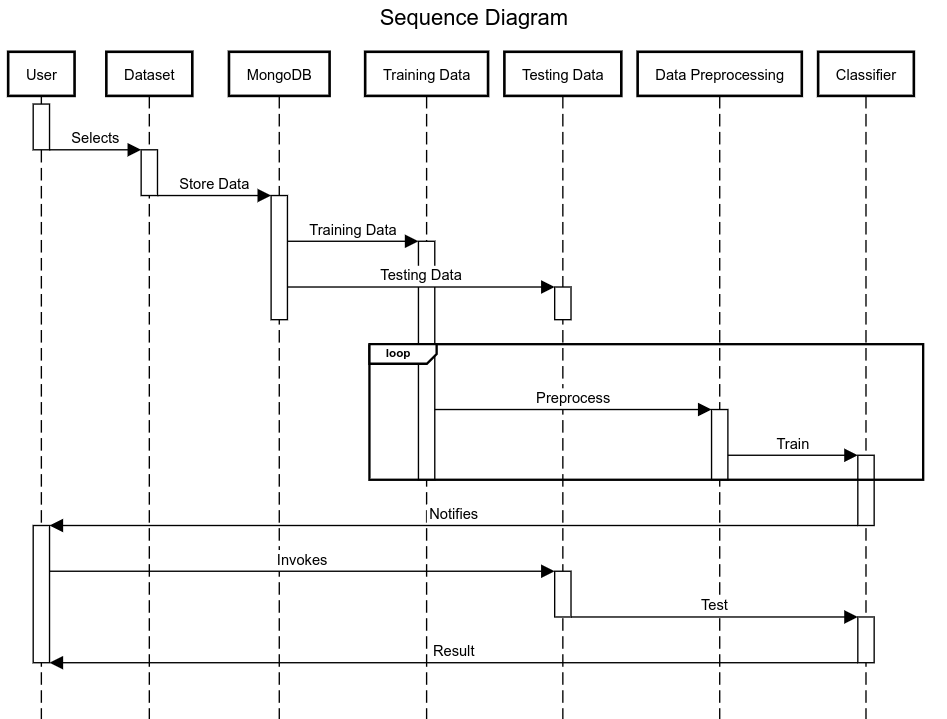 Sequence Diagram
User
Dataset
MongoDB
Training Data
Testing Data
Data Preprocessing
Classifier
Selects
Store Data
Training Data
Testing Data
loop
Preprocess
Train
Notifies
Invokes
Test
Result